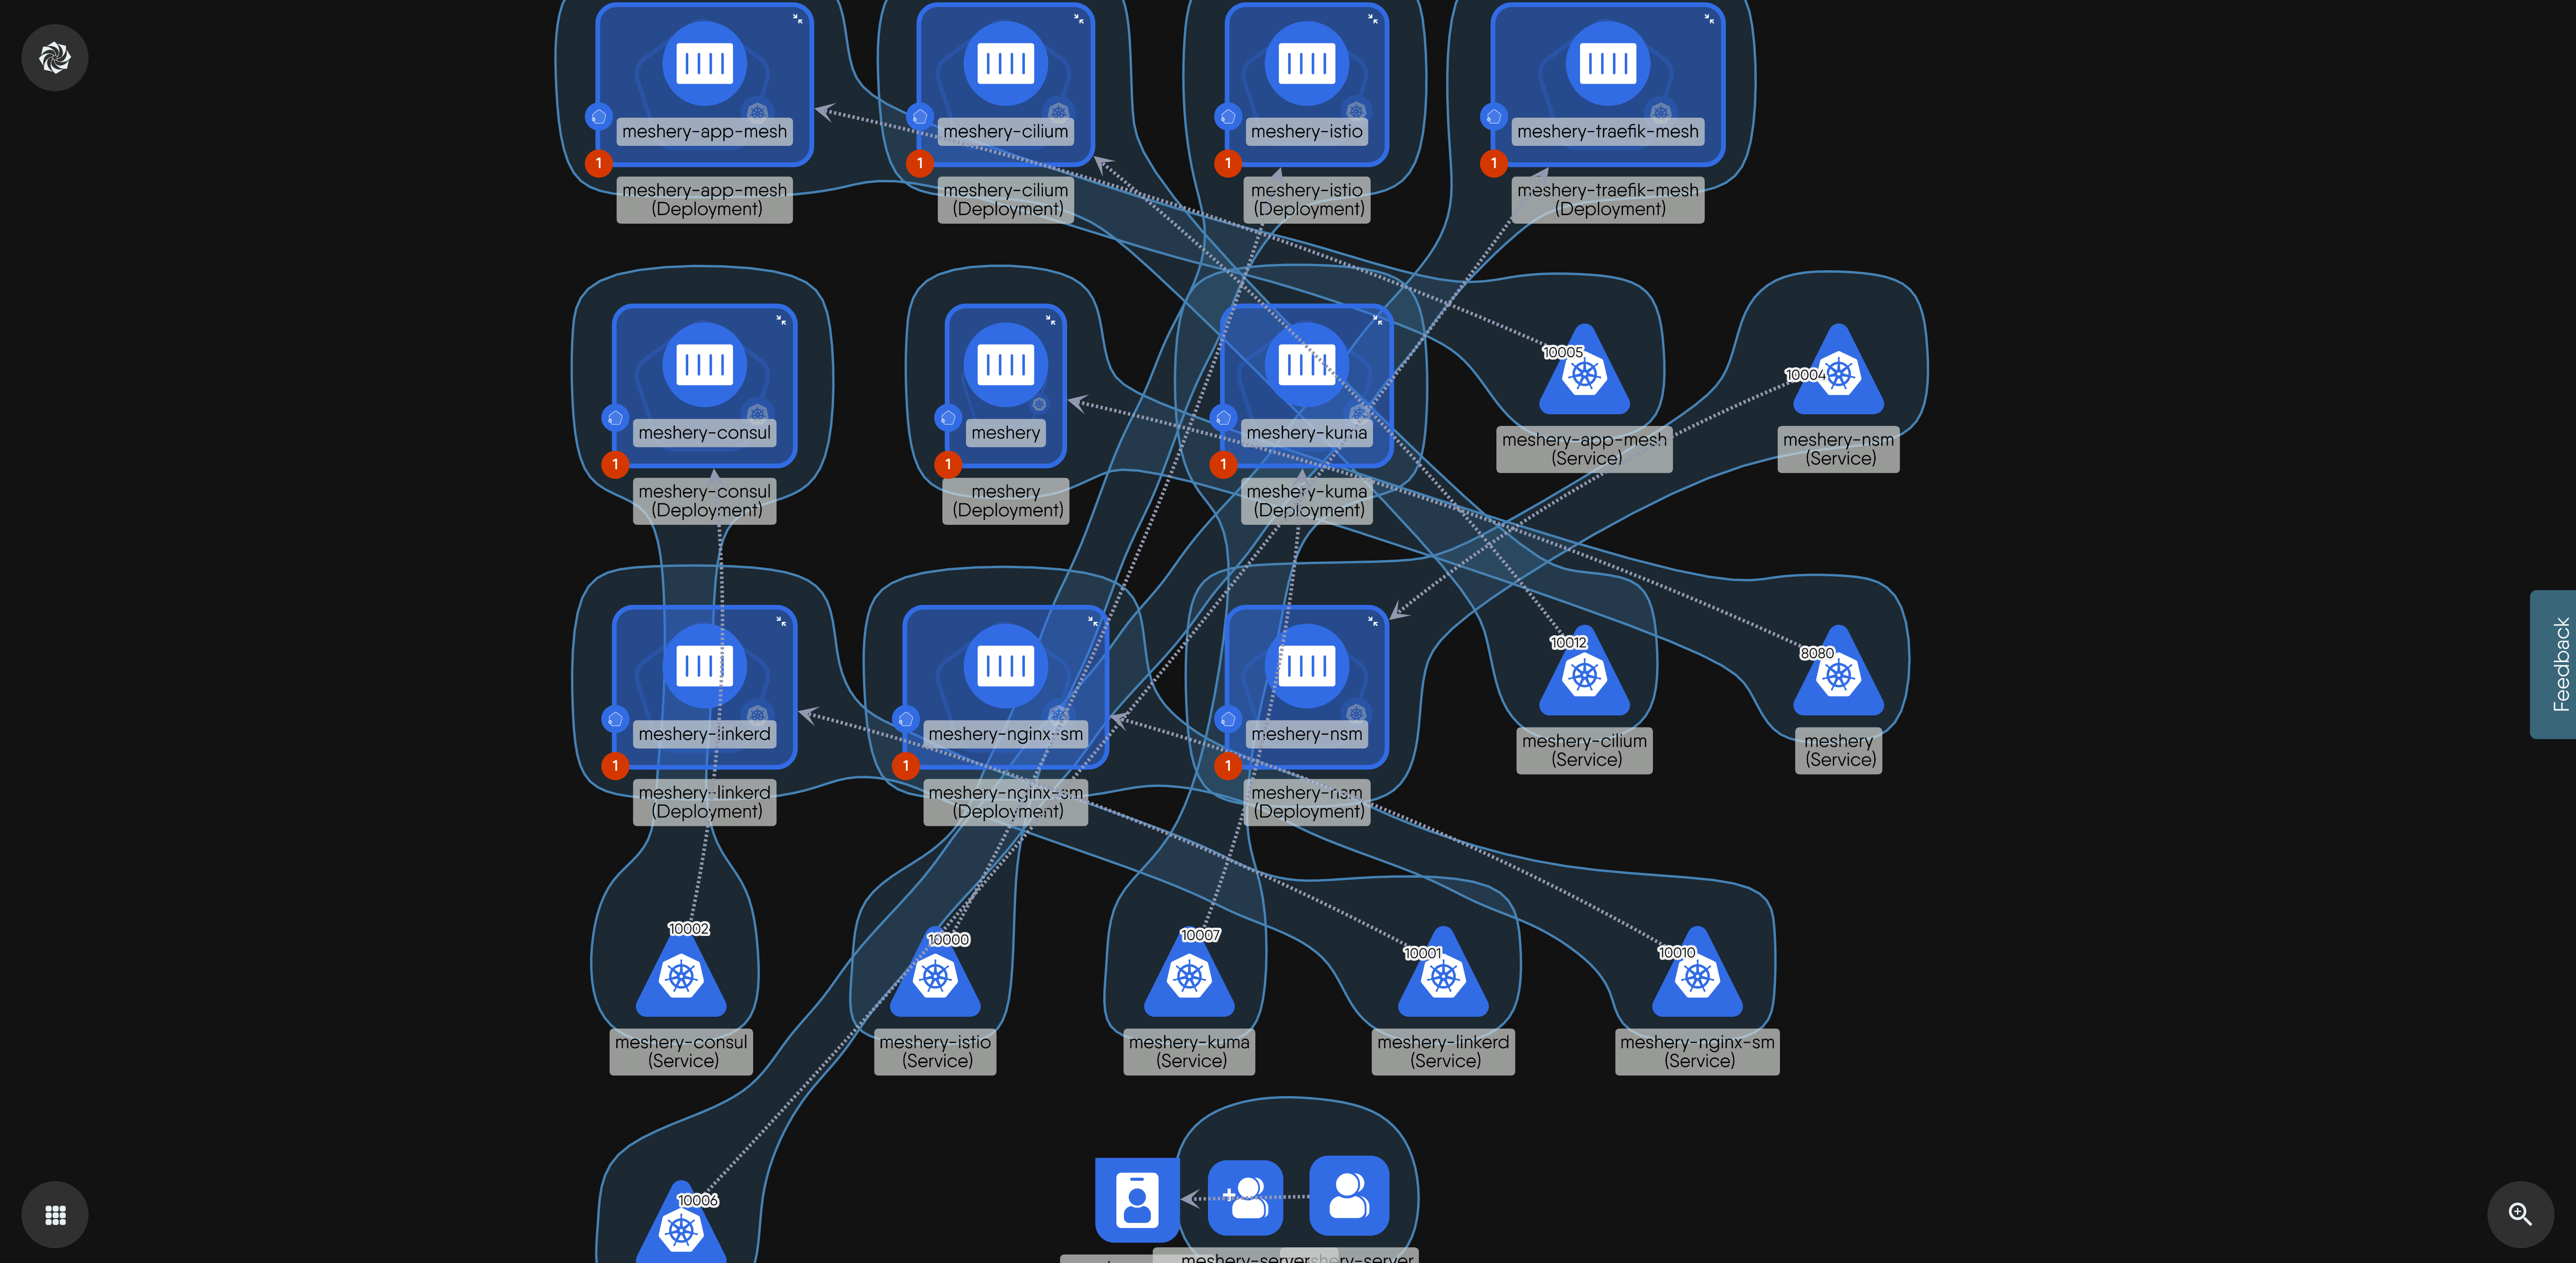 meshery-app-mesh
1
meshery-app-mesh
(Deployment)
meshery-cilium
1
meshery-cilium
(Deployment)
meshery-istio
1
meshery-istio
(Deployment)
meshery-traefik-mesh
1
meshery-traefik-mesh
(Deployment)
meshery-consul
1
meshery-consul
(Deployment)
meshery
1
meshery
(Deployment)
meshery-kuma
1
meshery-kuma
(Deployment)
10005
meshery-app-mesh
(Service)
10004
meshery-nsm
(Service)
meshery-linkerd
1
meshery-linkerd
(Deployment)
meshery-nginx-sm
1
meshery-nginx-sm
(Deployment)
meshery-nsm
1
meshery-nsm
(Deployment)
10012
meshery-cilium
(Service)
8080
meshery
(Service)
Feedback
10002
meshery-consul
(Service)
10000
meshery-istio
(Service)
10007
meshery-kuma
(Service)
10001
meshery-linkerd
(Service)
10010
meshery-nginx-sm
(Service)
10006
meshery-server